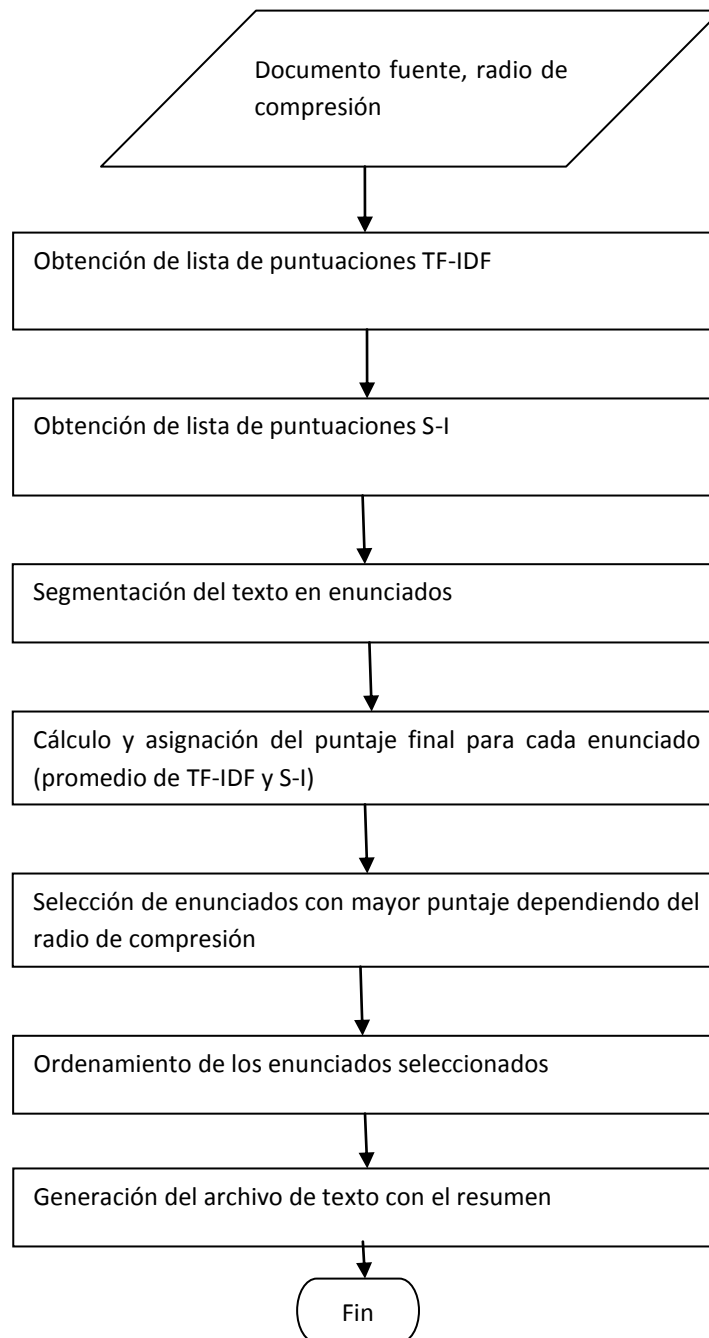 Documento fuente, radio de
compresión
Obtención de lista de puntuaciones TF-IDF
Obtención de lista de puntuaciones S-I
Segmentación del texto en enunciados
Cálculo y asignación del puntaje final para cada enunciado
(promedio de TF-IDF y S-I)
Selección de enunciados con mayor puntaje dependiendo del
radio de compresión
Ordenamiento de los enunciados seleccionados
Generación del archivo de texto con el resumen
Fin